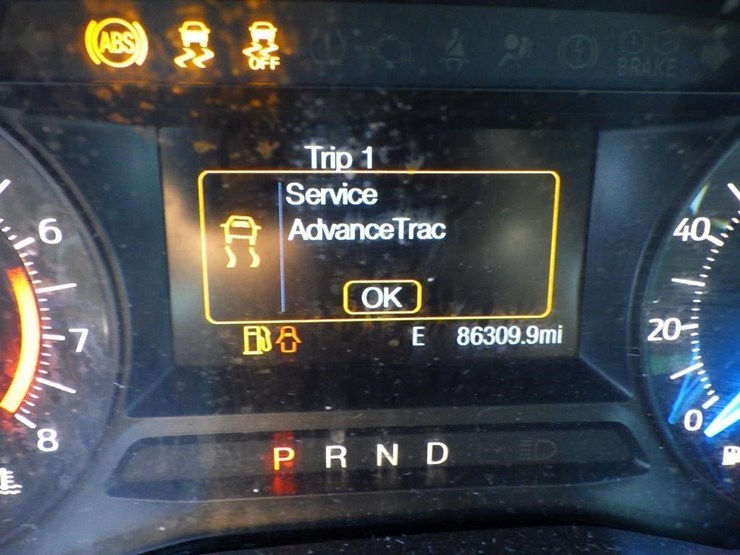 ABS
OFF
BRAKE
Trip 1
Service
AdvanceTrac
OK
E 86309.9mi
6
7
8
40
20
0
P R N D